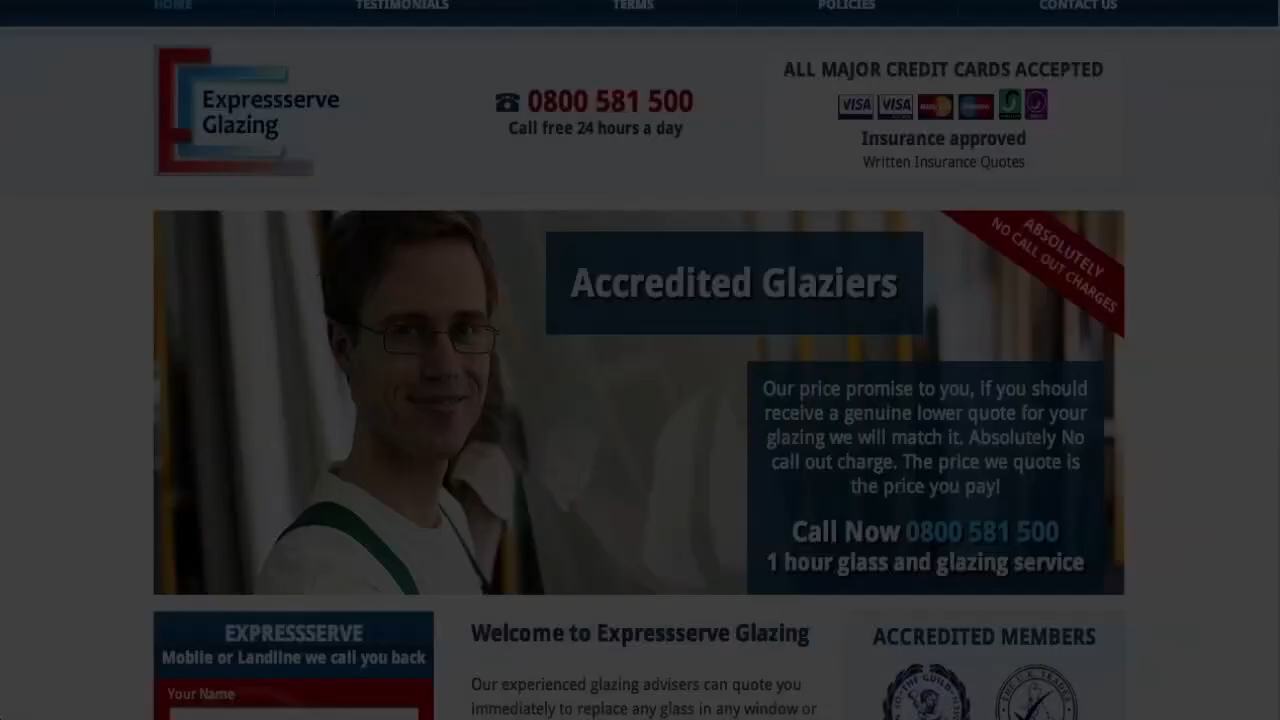 HOME TESTIMONIALS TERMS POLICIES CONTACT US
Expressserve
Glazing
0800 581 500
Call free 24 hours a day
ALL MAJOR CREDIT CARDS ACCEPTED
VISA VISA
Insurance approved
Written Insurance Quotes
Accredited Glaziers
ABSOLUTELY
NO CALL OUT CHARGES
Our price promise to you, if you should
receive a genuine lower quote for your
glazing we will match it. Absolutely No
call out charge. The price we quote is
the price you pay!
Call Now 0800 581 500
1 hour glass and glazing service
EXPRESSSERVE
Mobile or Landline we call you back
Your Name
Welcome to Expressserve Glazing
Our experienced glazing advisers can quote you
immediately to replace any glass in any window or
ACCREDITED MEMBERS
THE GUILD
THE U.K. TRADES